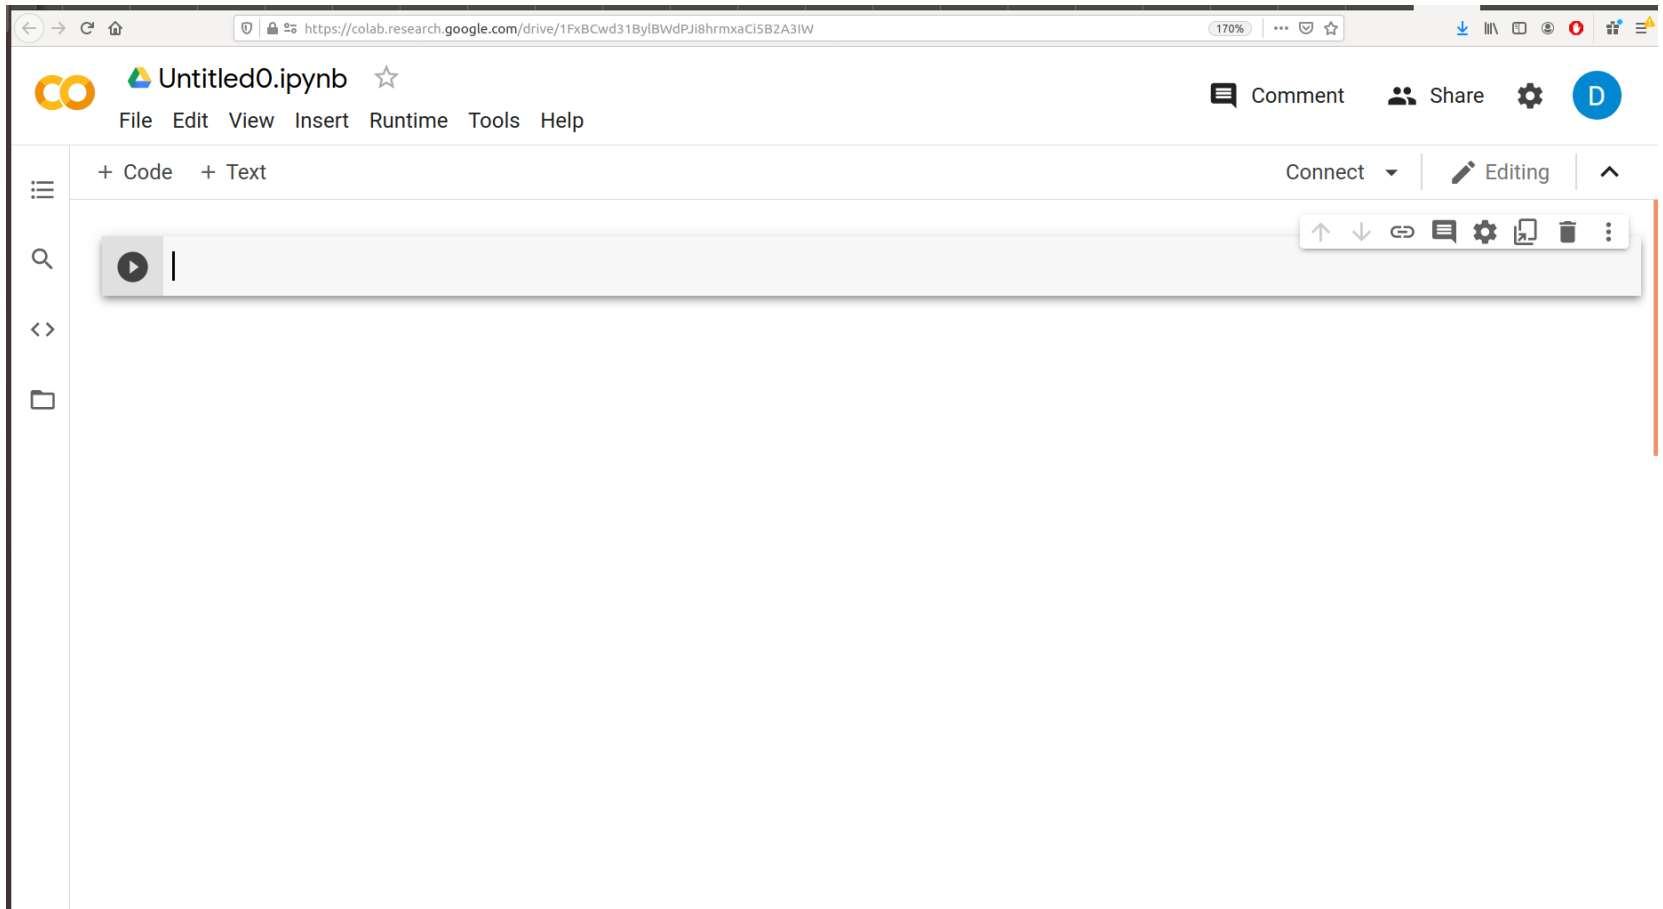 https://colab.research.google.com/drive/1FxBCwd31BylBWdPJi8hrmxaCi5B2A3IW 170%
CO Untitled0.ipynb
Comment Share D
File Edit View Insert Runtime Tools Help
+ Code + Text Connect Editing